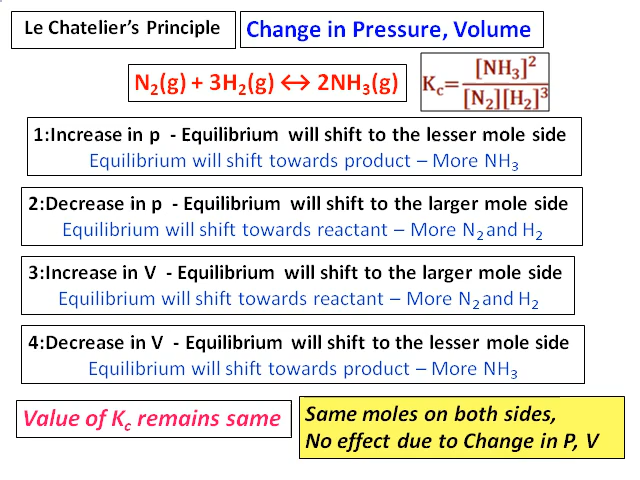 Le Chatelier's Principle
Change in Pressure, Volume
N₂(g) + 3H₂(g) ↔ 2NH₃(g)
K꜀= [NH₃]² / [N₂][H₂]³
1:Increase in p - Equilibrium will shift to the lesser mole side
Equilibrium will shift towards product – More NH₃
2:Decrease in p - Equilibrium will shift to the larger mole side
Equilibrium will shift towards reactant – More N₂ and H₂
3:Increase in V - Equilibrium will shift to the larger mole side
Equilibrium will shift towards reactant – More N₂ and H₂
4:Decrease in V - Equilibrium will shift to the lesser mole side
Equilibrium will shift towards product – More NH₃
Value of K꜀ remains same
Same moles on both sides,
No effect due to Change in P, V